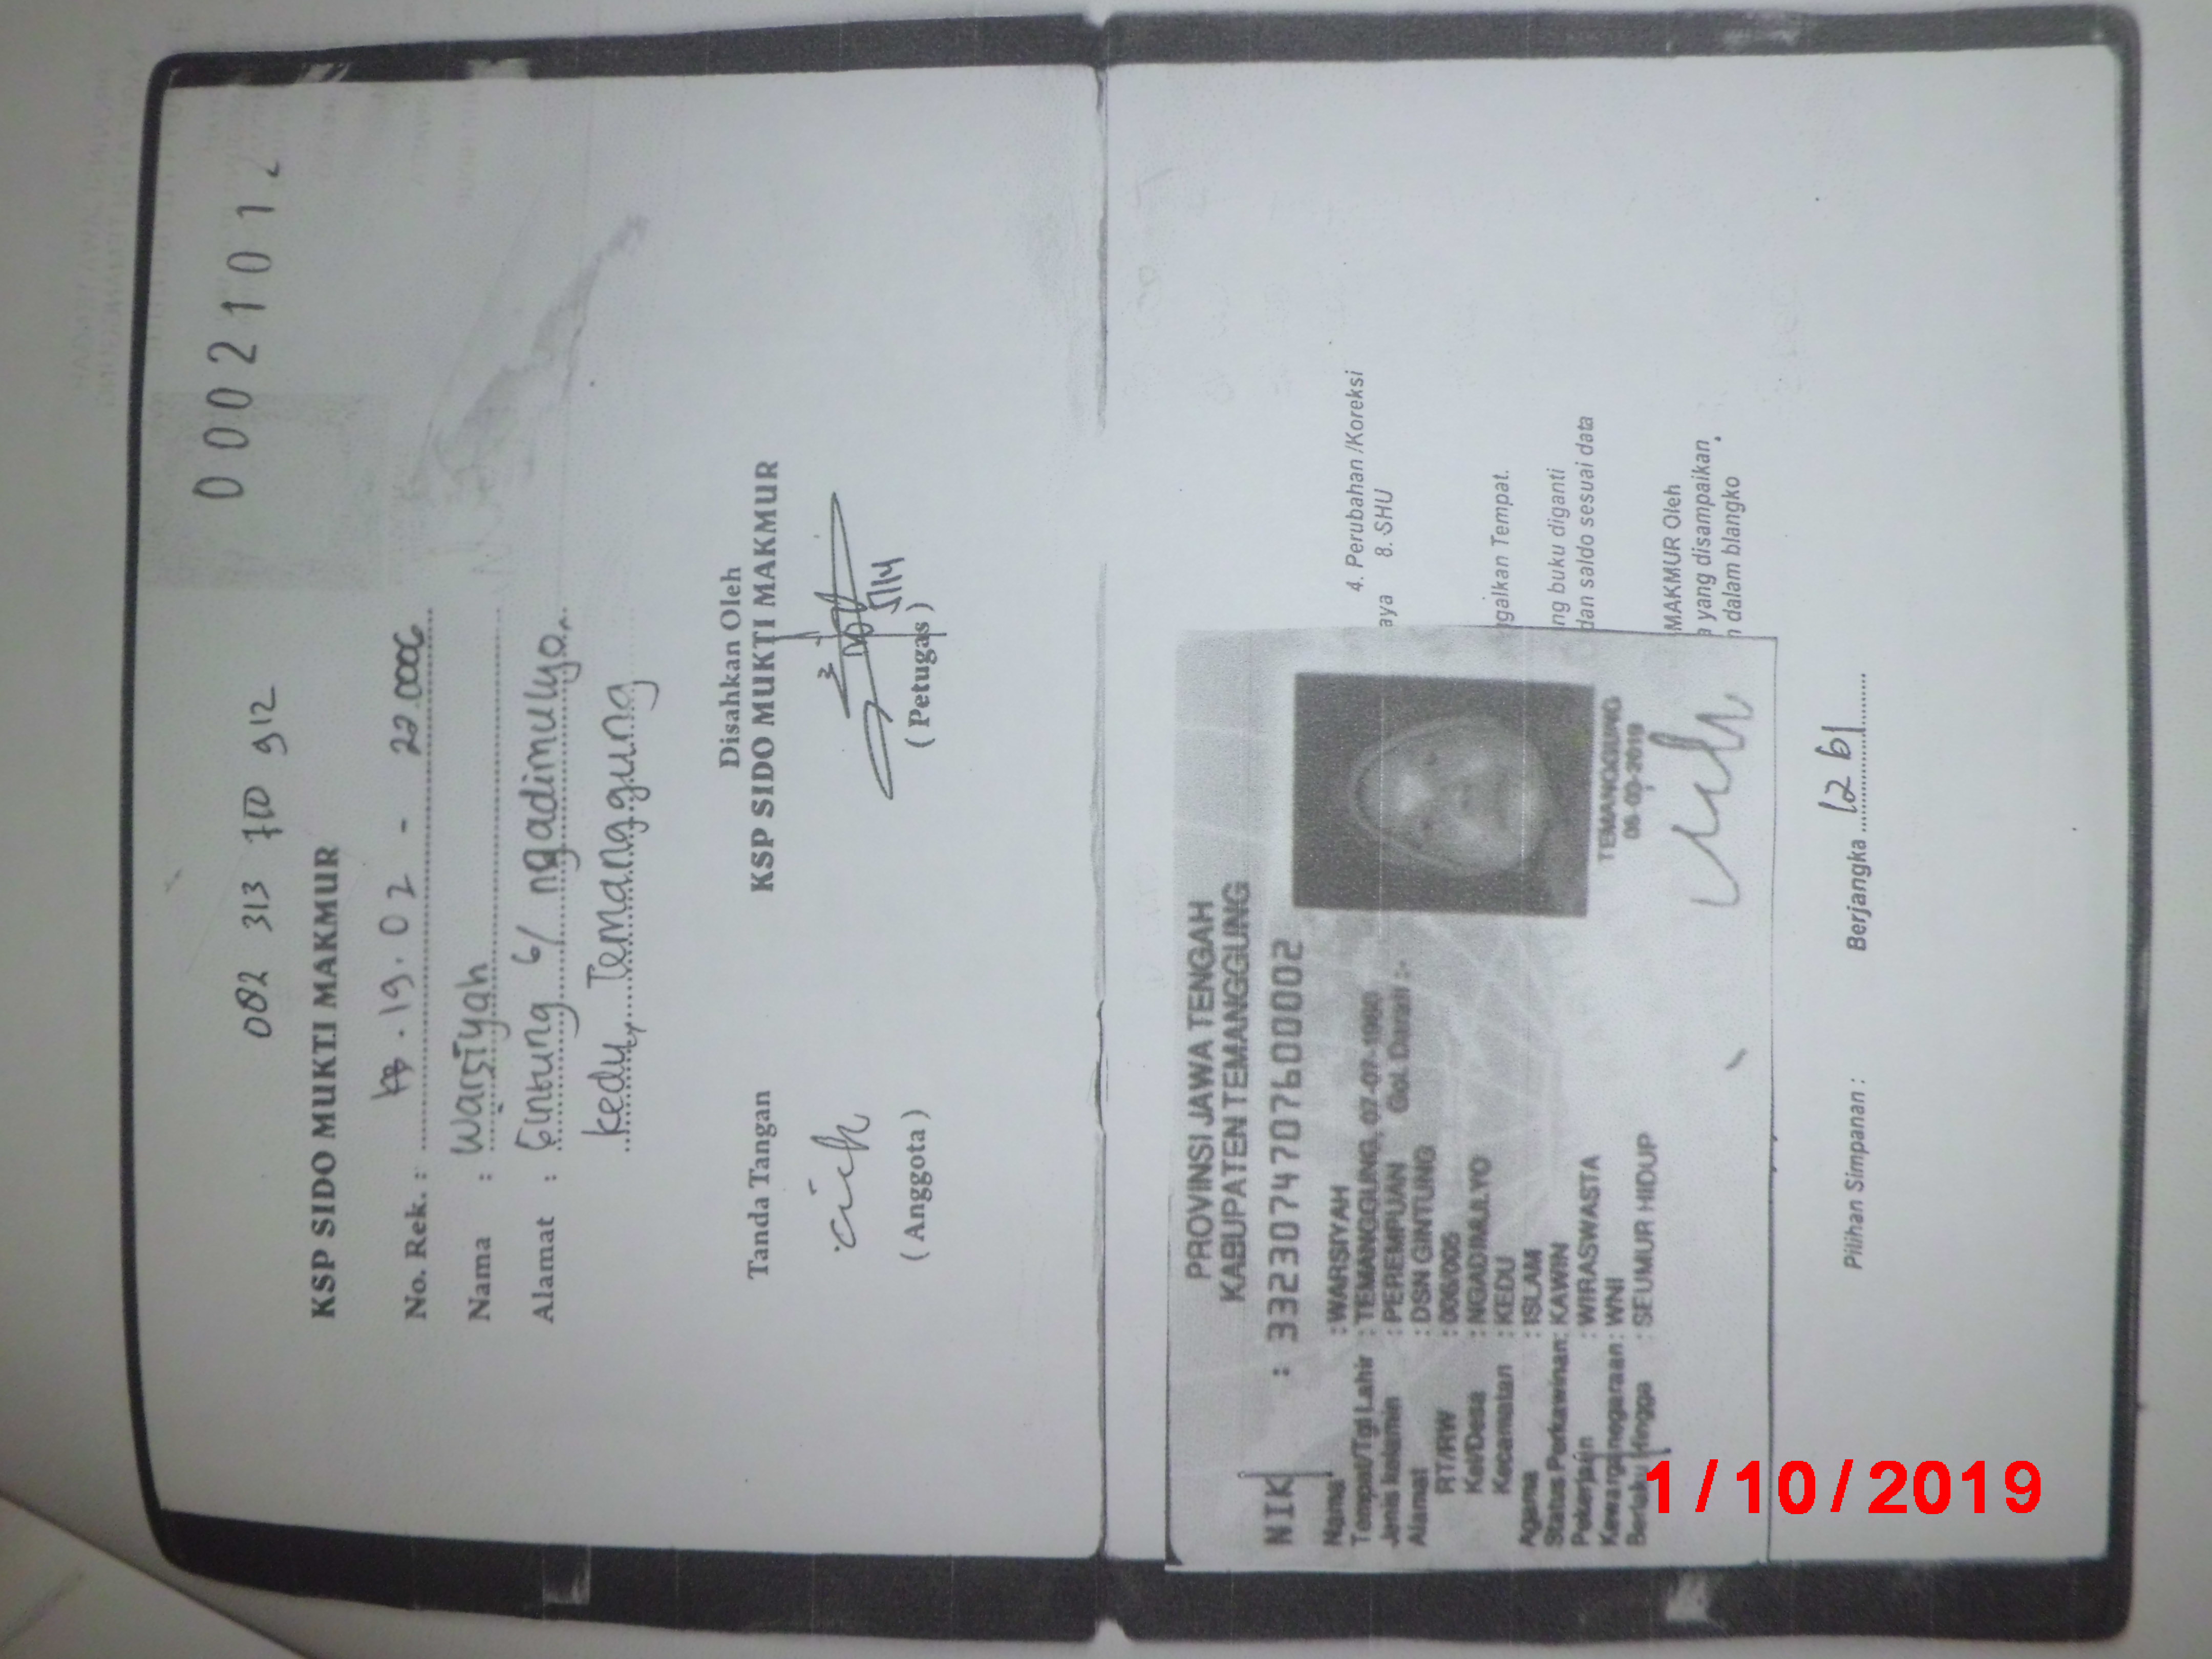 00021012
082 313 710 912
KSP SIDO MUKTI MAKMUR
No. Rek. : 19.02 - 22.0006
Nama : Warsiyah
Alamat : Gintung 6/ ngadimulyo
kedu, Temanggung
Disahkan Oleh
Tanda Tangan KSP SIDO MUKTI MAKMUR
( Anggota ) ( Petugas )
4. Perubahan /Koreksi
aya 8. SHU
ggalkan Tempat.
ng buku diganti
dan saldo sesuai data
MAKMUR Oleh
yang disampaikan
dalam blangko
PROVINSI JAWA TENGAH
KABUPATEN TEMANGGUNG
NIK : 3323074707600002
Nama : WARSIYAH
Tempat/Tgl Lahir : TEMANGGUNG, 07-07-1960
Jenis kelamin : PEREMPUAN Gol. Darah : -
Alamat : DSN GINTUNG
RT/RW : 006/005
Kel/Desa : NGADIMULYO
Kecamatan : KEDU
Agama : ISLAM
Status Perkawinan: KAWIN
Pekerjaan : WIRASWASTA
Kewarganegaraan: WNI
Berlaku Hingga : SEUMUR HIDUP
TEMANGGUNG
Pilihan Simpanan : Berjangka 12 bl
1/10/2019